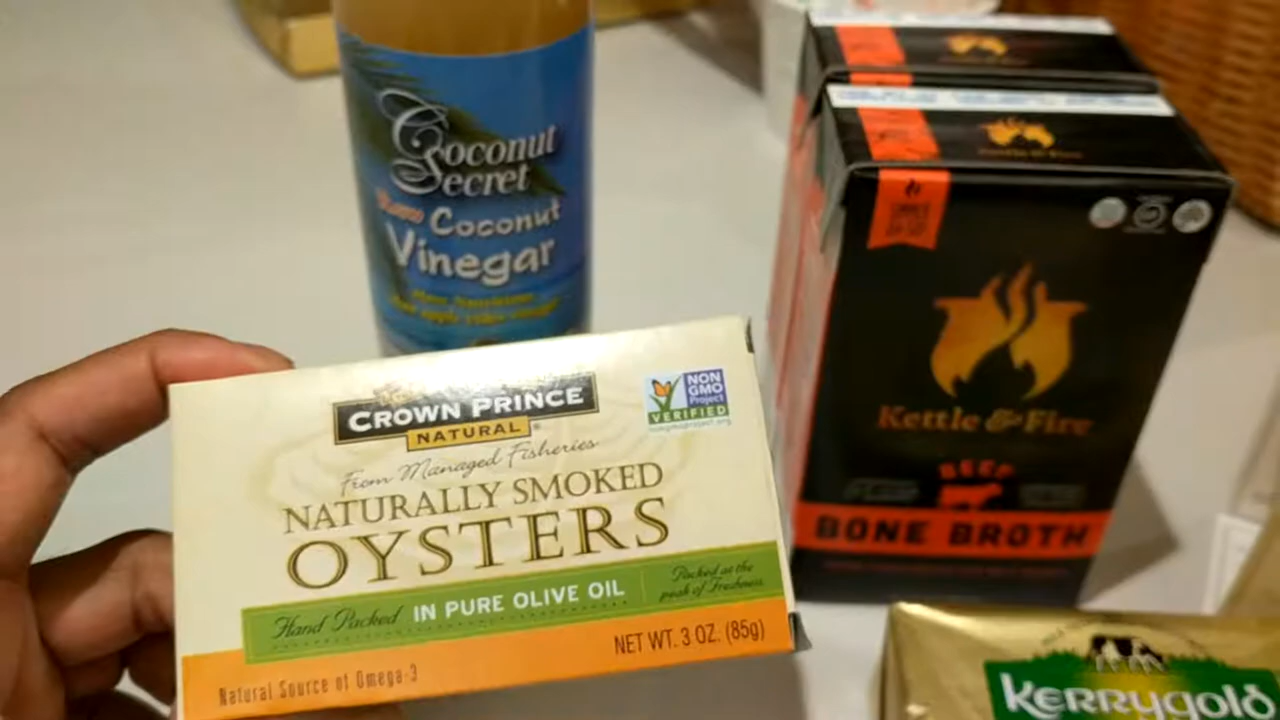 Coconut
Secret
Raw Coconut
Vinegar
Kettle & Fire
BEEF
BONE BROTH
CROWN PRINCE
NATURAL
NON
GMO
Project
VERIFIED
nongmoproject.org
From Managed Fisheries
NATURALLY SMOKED
OYSTERS
Hand Packed IN PURE OLIVE OIL
Packed at the
peak of Freshness
NET WT. 3 OZ. (85g)
Natural Source of Omega-3
Kerrygold